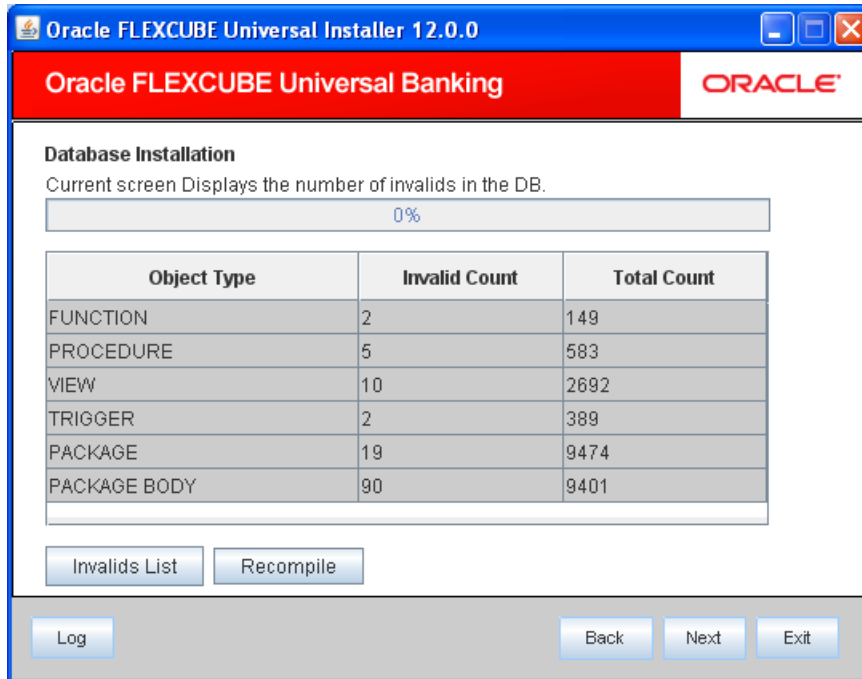 Oracle FLEXCUBE Universal Installer 12.0.0
Oracle FLEXCUBE Universal Banking ORACLE
Database Installation
Current screen Displays the number of invalids in the DB.
0%
Object Type Invalid Count Total Count
FUNCTION 2 149
PROCEDURE 5 583
VIEW 10 2692
TRIGGER 2 389
PACKAGE 19 9474
PACKAGE BODY 90 9401
Invalids List Recompile
Log Back Next Exit